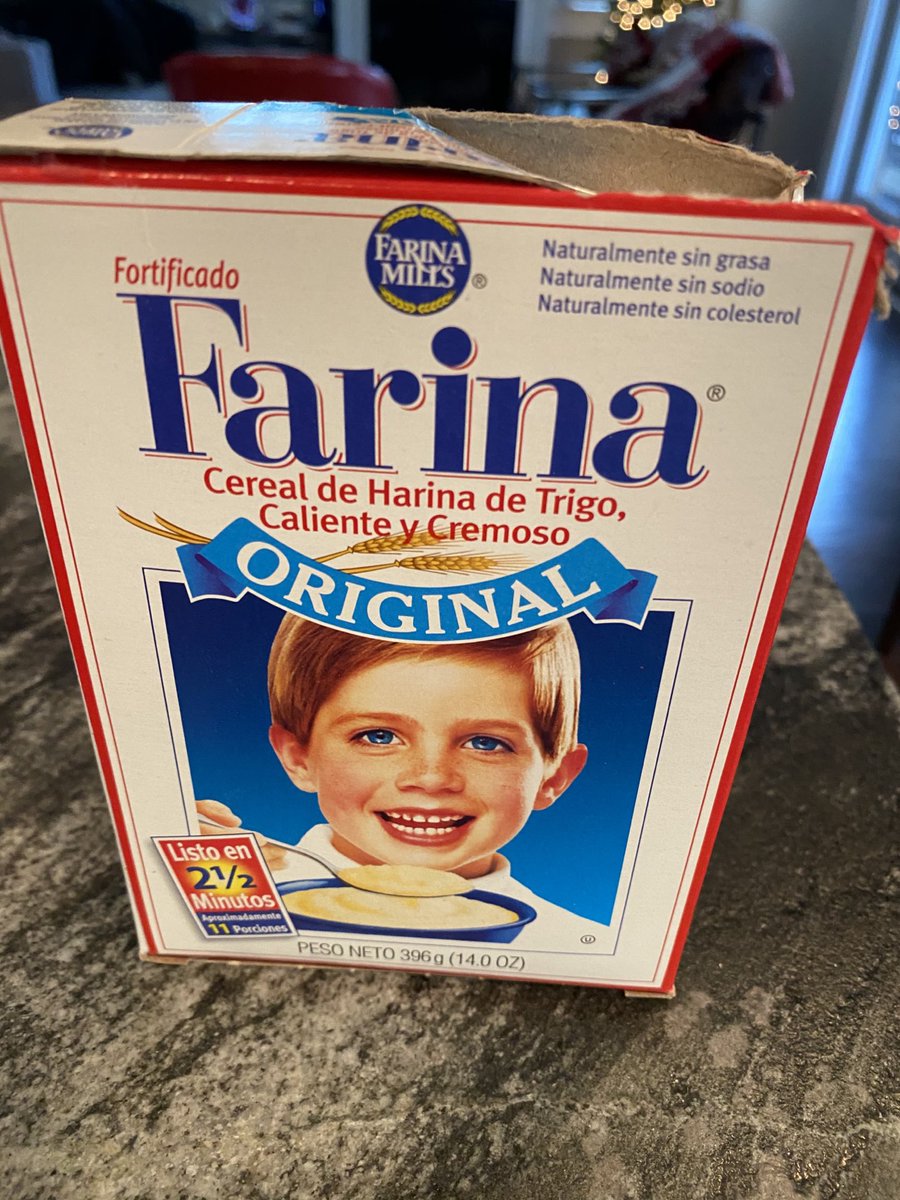 FARINA
MILLS
®
Naturalmente sin grasa
Naturalmente sin sodio
Naturalmente sin colesterol
Fortificado
Farina®
Cereal de Harina de Trigo,
Caliente y Cremoso
ORIGINAL
Listo en
2½
Minutos
Aproximadamente
11 Porciones
PESO NETO 396 g (14.0 OZ)